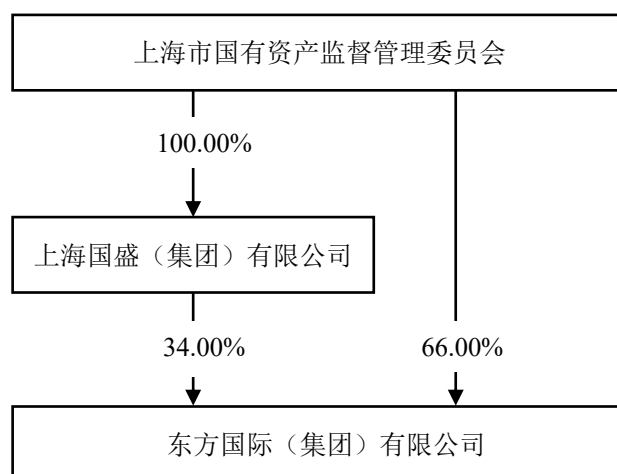 上海市国有资产监督管理委员会
100.00%
上海国盛（集团）有限公司
34.00%
66.00%
东方国际（集团）有限公司